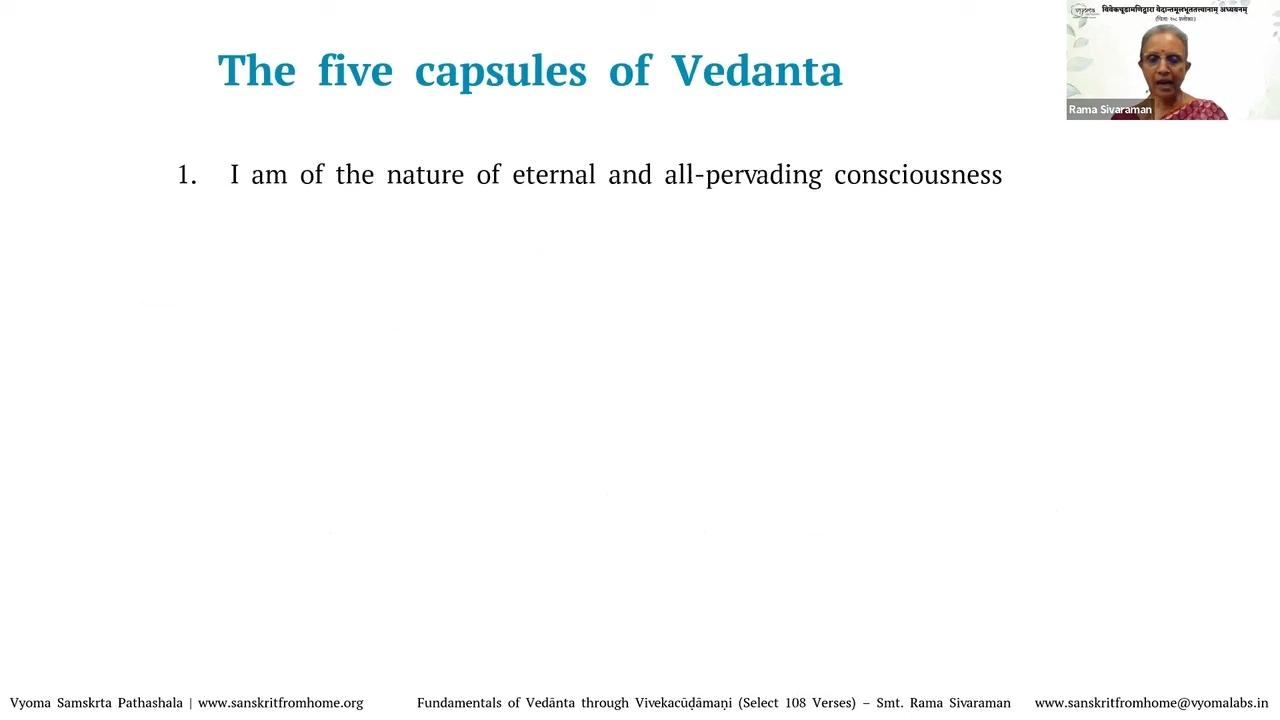 The five capsules of Vedanta
vyoma
विवेकचूडामणिद्वारा वेदान्तमूलभूततत्त्वानाम् अध्ययनम्
(चिताः १०८ श्लोकाः)
Rama Sivaraman
1. I am of the nature of eternal and all-pervading consciousness
Vyoma Samskrta Pathashala | www.sanskritfromhome.org
Fundamentals of Vedānta through Vivekacūḍāmaṇi (Select 108 Verses) – Smt. Rama Sivaraman
www.sanskritfromhome@vyomalabs.in